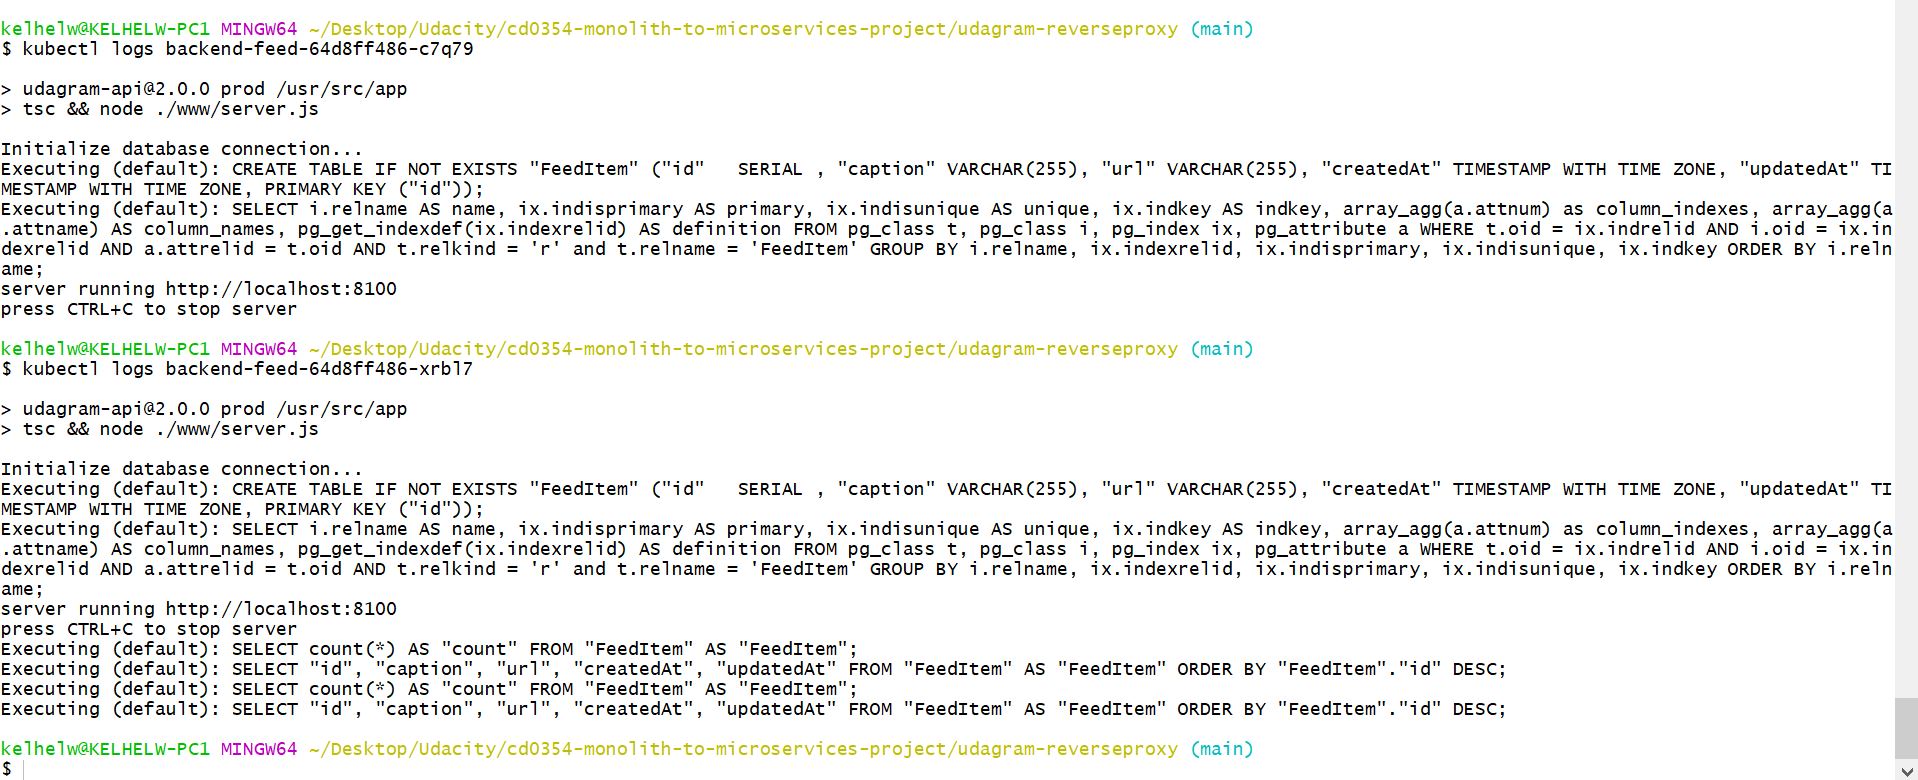 kelhelw@KELHELW-PC1 MINGW64 ~/Desktop/Udacity/cd0354-monolith-to-microservices-project/udagram-reverseproxy (main)
$ kubectl logs backend-feed-64d8ff486-c7q79
> udagram-api@2.0.0 prod /usr/src/app
> tsc && node ./www/server.js
Initialize database connection...
Executing (default): CREATE TABLE IF NOT EXISTS "FeedItem" ("id"   SERIAL , "caption" VARCHAR(255), "url" VARCHAR(255), "createdAt" TIMESTAMP WITH TIME ZONE, "updatedAt" TI
MESTAMP WITH TIME ZONE, PRIMARY KEY ("id"));
Executing (default): SELECT i.relname AS name, ix.indisprimary AS primary, ix.indisunique AS unique, ix.indkey AS indkey, array_agg(a.attnum) as column_indexes, array_agg(a
.attname) AS column_names, pg_get_indexdef(ix.indexrelid) AS definition FROM pg_class t, pg_class i, pg_index ix, pg_attribute a WHERE t.oid = ix.indrelid AND i.oid = ix.in
dexrelid AND a.attrelid = t.oid AND t.relkind = 'r' and t.relname = 'FeedItem' GROUP BY i.relname, ix.indexrelid, ix.indisprimary, ix.indisunique, ix.indkey ORDER BY i.reln
ame;
server running http://localhost:8100
press CTRL+C to stop server
kelhelw@KELHELW-PC1 MINGW64 ~/Desktop/Udacity/cd0354-monolith-to-microservices-project/udagram-reverseproxy (main)
$ kubectl logs backend-feed-64d8ff486-xrbl7
> udagram-api@2.0.0 prod /usr/src/app
> tsc && node ./www/server.js
Initialize database connection...
Executing (default): CREATE TABLE IF NOT EXISTS "FeedItem" ("id"   SERIAL , "caption" VARCHAR(255), "url" VARCHAR(255), "createdAt" TIMESTAMP WITH TIME ZONE, "updatedAt" TI
MESTAMP WITH TIME ZONE, PRIMARY KEY ("id"));
Executing (default): SELECT i.relname AS name, ix.indisprimary AS primary, ix.indisunique AS unique, ix.indkey AS indkey, array_agg(a.attnum) as column_indexes, array_agg(a
.attname) AS column_names, pg_get_indexdef(ix.indexrelid) AS definition FROM pg_class t, pg_class i, pg_index ix, pg_attribute a WHERE t.oid = ix.indrelid AND i.oid = ix.in
dexrelid AND a.attrelid = t.oid AND t.relkind = 'r' and t.relname = 'FeedItem' GROUP BY i.relname, ix.indexrelid, ix.indisprimary, ix.indisunique, ix.indkey ORDER BY i.reln
ame;
server running http://localhost:8100
press CTRL+C to stop server
Executing (default): SELECT count(*) AS "count" FROM "FeedItem" AS "FeedItem";
Executing (default): SELECT "id", "caption", "url", "createdAt", "updatedAt" FROM "FeedItem" AS "FeedItem" ORDER BY "FeedItem"."id" DESC;
Executing (default): SELECT count(*) AS "count" FROM "FeedItem" AS "FeedItem";
Executing (default): SELECT "id", "caption", "url", "createdAt", "updatedAt" FROM "FeedItem" AS "FeedItem" ORDER BY "FeedItem"."id" DESC;
kelhelw@KELHELW-PC1 MINGW64 ~/Desktop/Udacity/cd0354-monolith-to-microservices-project/udagram-reverseproxy (main)
$